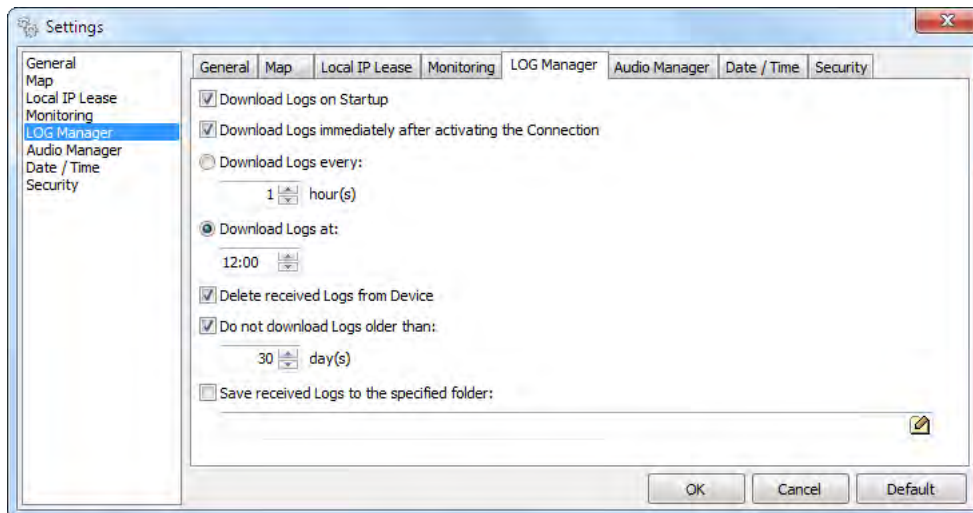 Settings
General
Map
Local IP Lease
Monitoring
LOG Manager
Audio Manager
Date / Time
Security
General Map Local IP Lease Monitoring LOG Manager Audio Manager Date / Time Security
Download Logs on Startup
Download Logs immediately after activating the Connection
Download Logs every:
1 hour(s)
Download Logs at:
12:00
Delete received Logs from Device
Do not download Logs older than:
30 day(s)
Save received Logs to the specified folder:
OK Cancel Default